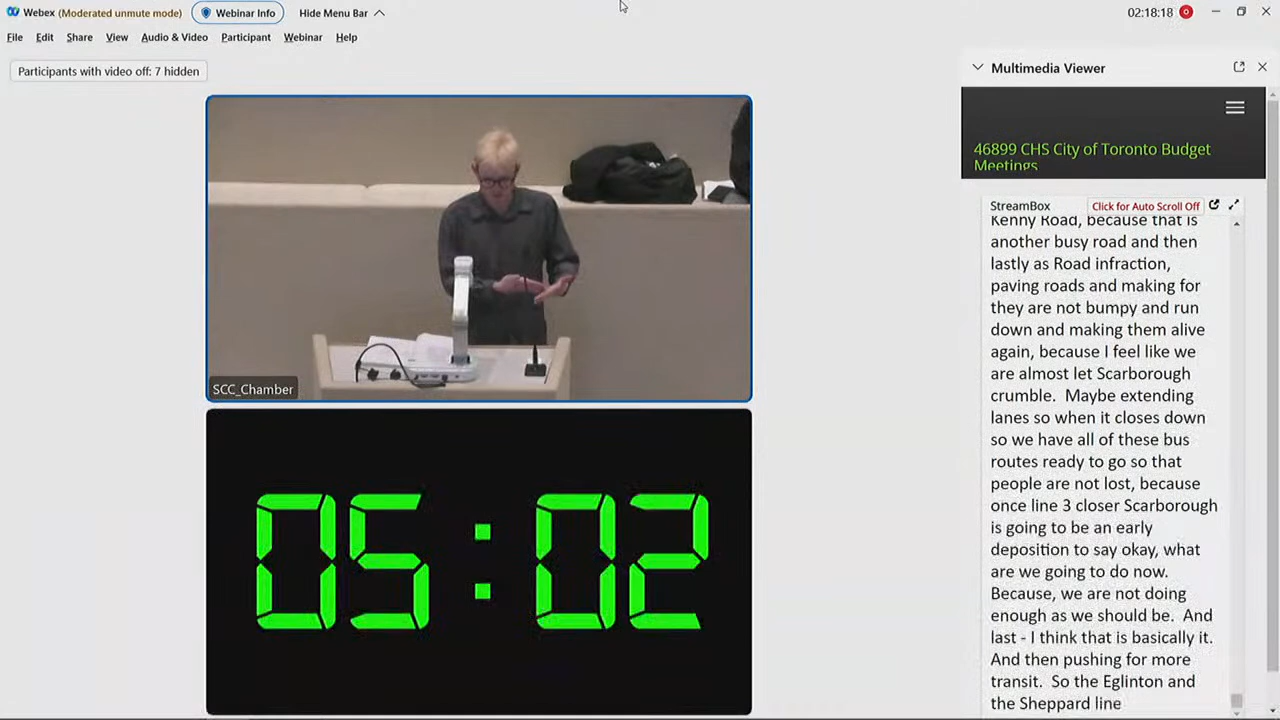 Webex (Moderated unmute mode)
Webinar Info
Hide Menu Bar
02:18:18
File Edit Share View Audio & Video Participant Webinar Help
Participants with video off: 7 hidden
Multimedia Viewer
46899 CHS City of Toronto Budget
Meetings
StreamBox
Click for Auto Scroll Off
Kenny Road, because that is
another busy road and then
lastly as Road infraction,
paving roads and making for
they are not bumpy and run
down and making them alive
again, because I feel like we
are almost let Scarborough
crumble. Maybe extending
lanes so when it closes down
so we have all of these bus
routes ready to go so that
people are not lost, because
once line 3 closer Scarborough
is going to be an early
deposition to say okay, what
are we going to do now.
Because, we are not doing
enough as we should be. And
last - I think that is basically it.
And then pushing for more
transit. So the Eglinton and
the Sheppard line
SCC_Chamber
05:02